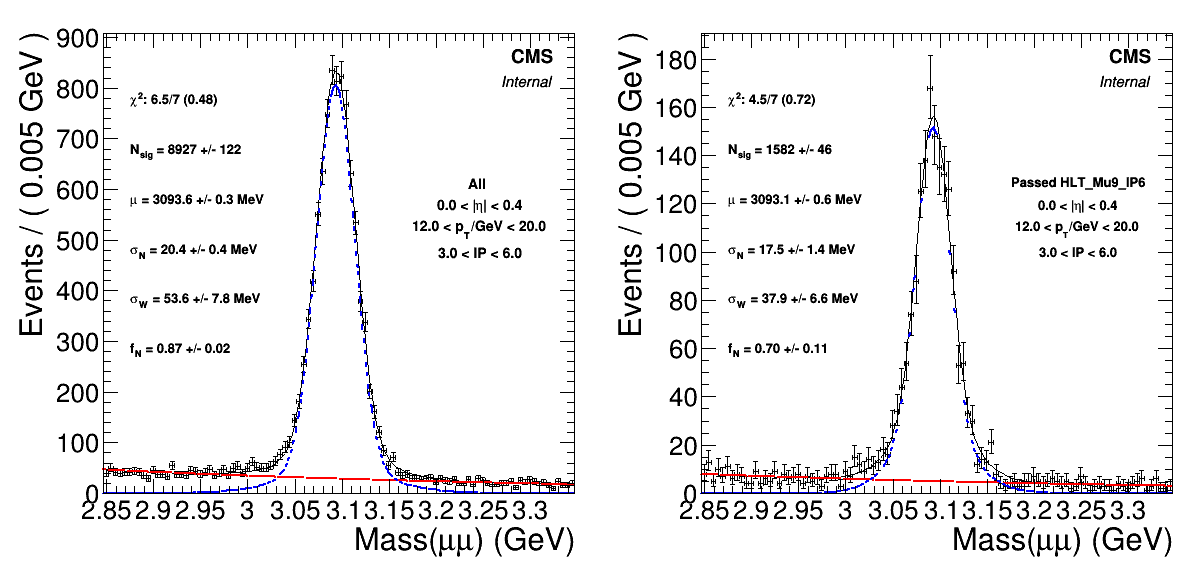 Events / ( 0.005 GeV )
900
800
700
600
500
400
300
200
100
0
CMS
Internal
χ²: 6.5/7 (0.48)
N_sig = 8927 +/- 122
μ = 3093.6 +/- 0.3 MeV
σ_N = 20.4 +/- 0.4 MeV
σ_W = 53.6 +/- 7.8 MeV
f_N = 0.87 +/- 0.02
All
0.0 < |η| < 0.4
12.0 < p_T/GeV < 20.0
3.0 < IP < 6.0
2.85 2.9 2.95 3 3.05 3.1 3.15 3.2 3.25 3.3
Mass(μμ) (GeV)
Events / ( 0.005 GeV )
180
160
140
120
100
80
60
40
20
0
CMS
Internal
χ²: 4.5/7 (0.72)
N_sig = 1582 +/- 46
μ = 3093.1 +/- 0.6 MeV
σ_N = 17.5 +/- 1.4 MeV
σ_W = 37.9 +/- 6.6 MeV
f_N = 0.70 +/- 0.11
Passed HLT_Mu9_IP6
0.0 < |η| < 0.4
12.0 < p_T/GeV < 20.0
3.0 < IP < 6.0
2.85 2.9 2.95 3 3.05 3.1 3.15 3.2 3.25 3.3
Mass(μμ) (GeV)